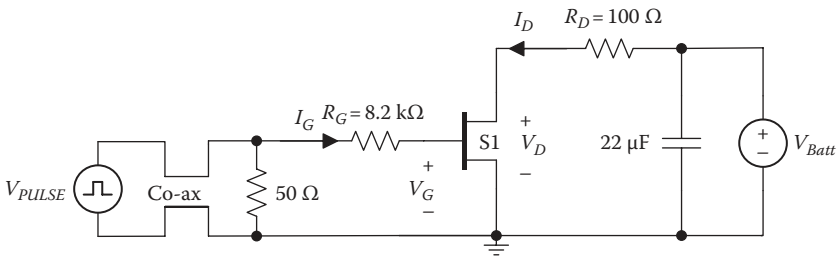 I_D
R_D = 100 Ω
I_G
R_G = 8.2 kΩ
+
S1
V_D
−
22 μF
+
−
V_Batt
V_PULSE
Co-ax
50 Ω
+
V_G
−